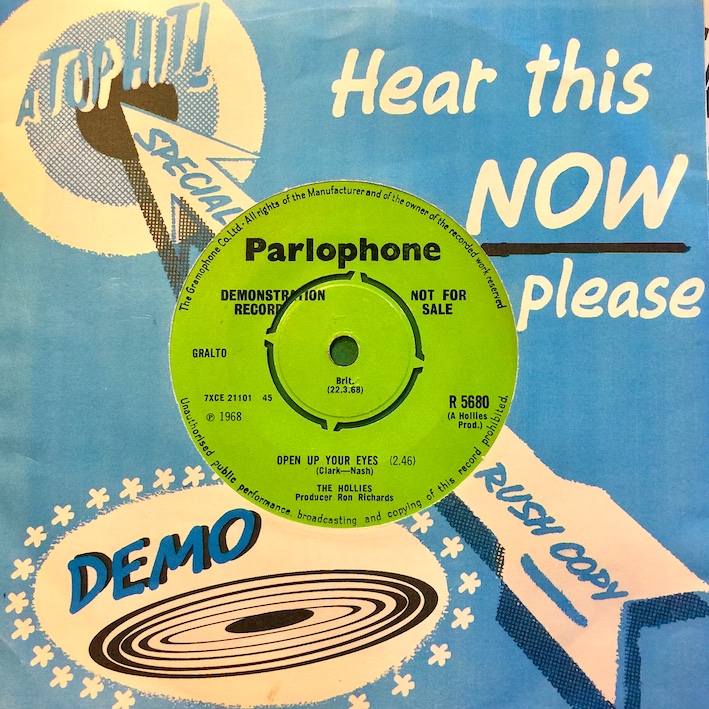 A TOP HIT!
SPECIAL
Hear this
NOW
please
The Gramophone Co. Ltd. · All rights of the Manufacturer and of the owner of the recorded work reserved
Parlophone
DEMONSTRATION
RECORD
NOT FOR
SALE
GRALTO
Brit.
(22.3.68)
7XCE 21101 45
R 5680
℗ 1968
(A Hollies
Prod.)
OPEN UP YOUR EYES (2.46)
(Clark—Nash)
THE HOLLIES
Producer Ron Richards
Unauthorised public performance, broadcasting and copying of this record prohibited.
RUSH COPY
DEMO